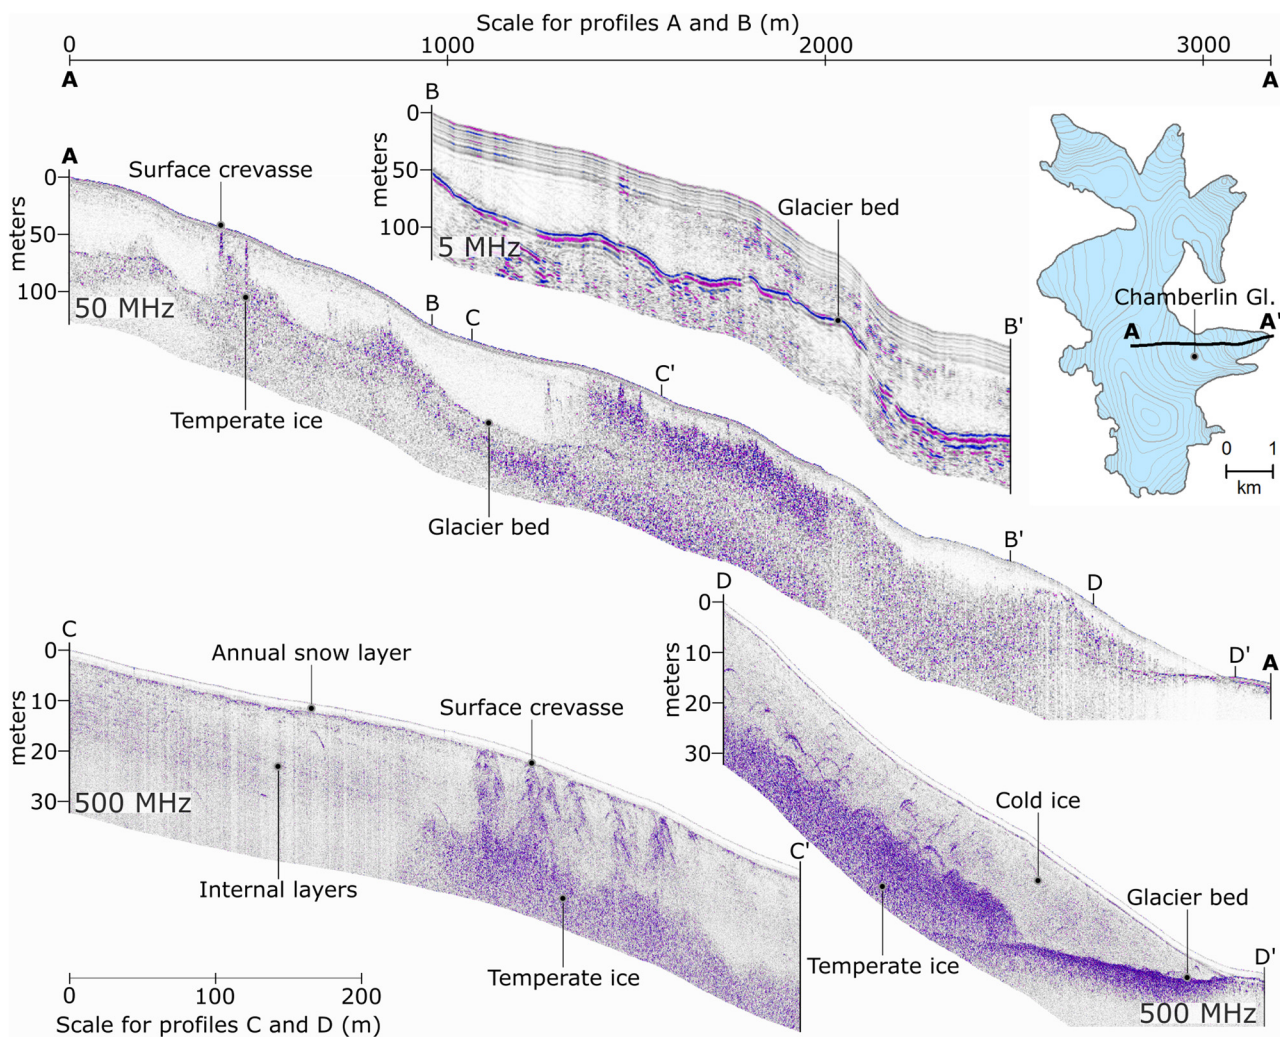 Scale for profiles A and B (m)
0 1000 2000 3000
A A
B
0
50
100
meters
5 MHz
Glacier bed
B'
A
Surface crevasse
0
50
100
meters
50 MHz
Temperate ice
B C
C'
Glacier bed
B'
D
D'
A
Chamberlin Gl.
A A'
0 1
km
C
0
10
20
30
meters
500 MHz
Annual snow layer
Surface crevasse
Internal layers
Temperate ice
C'
D
0
10
20
30
meters
Cold ice
Glacier bed
Temperate ice
D'
500 MHz
0 100 200
Scale for profiles C and D (m)